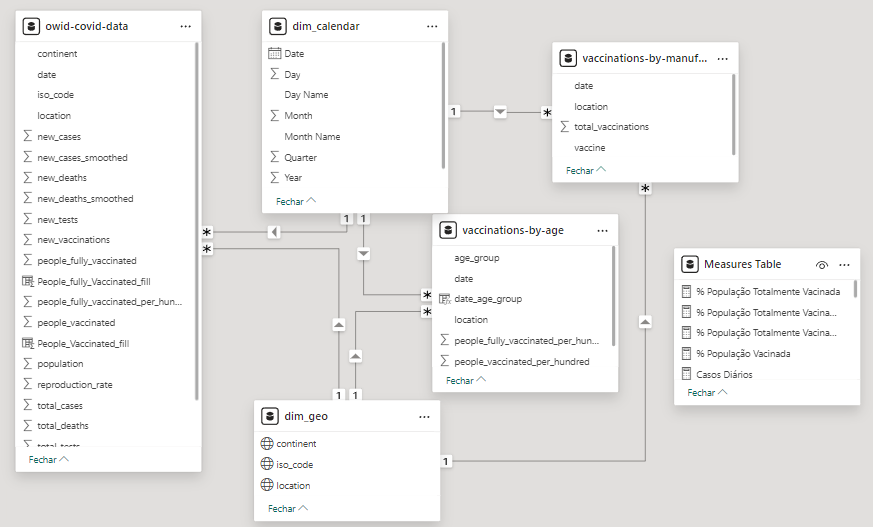 owid-covid-data
...
continent
date
iso_code
location
new_cases
new_cases_smoothed
new_deaths
new_deaths_smoothed
new_tests
new_vaccinations
people_fully_vaccinated
People_fully_Vaccinated_fill
people_fully_vaccinated_per_hun...
people_vaccinated
People_Vaccinated_fill
population
reproduction_rate
total_cases
total_deaths
total_tests
Fechar
dim_calendar
...
Date
Day
Day Name
Month
Month Name
Quarter
Year
Fechar
1
*
1
1
*
*
vaccinations-by-manuf...
...
date
location
total_vaccinations
vaccine
Fechar
*
vaccinations-by-age
...
age_group
date
date_age_group
location
people_fully_vaccinated_per_hun...
people_vaccinated_per_hundred
Fechar
*
*
Measures Table
...
% População Totalmente Vacinada
% População Totalmente Vacina...
% População Totalmente Vacina...
% População Vacinada
Casos Diários
Fechar
1
1
dim_geo
...
continent
iso_code
location
Fechar
1